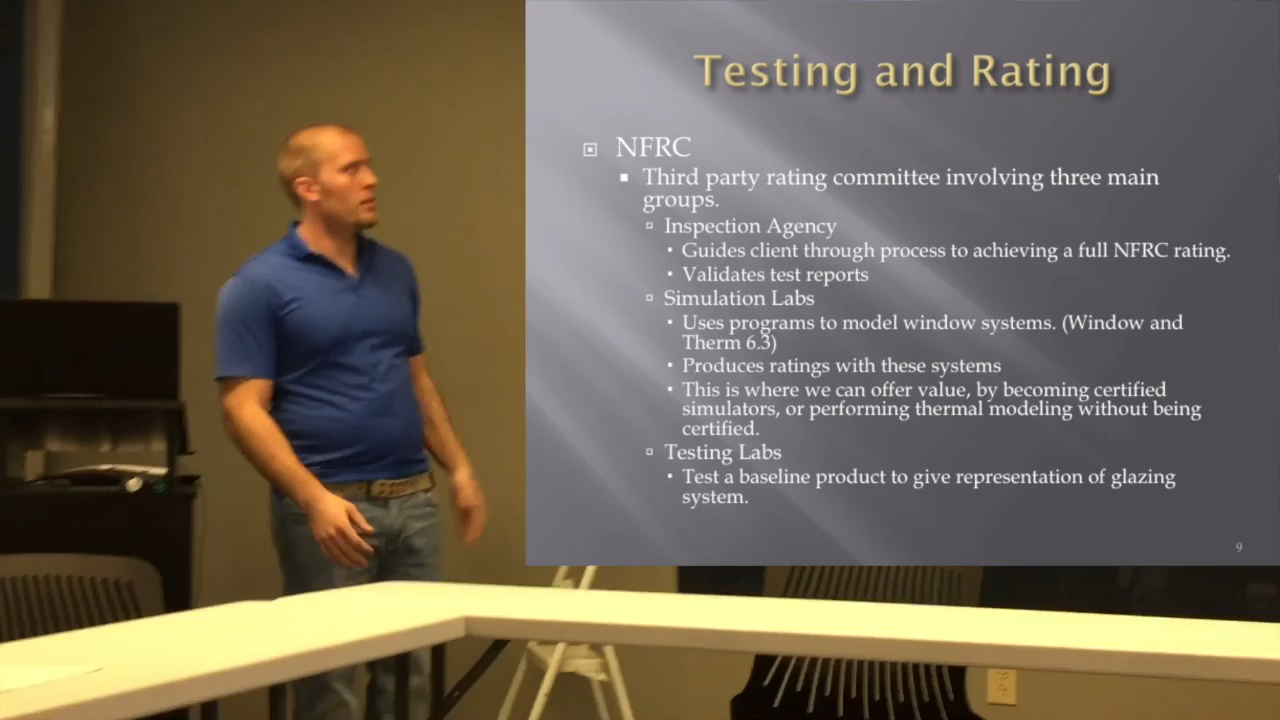 Testing and Rating
NFRC
Third party rating committee involving three main
groups.
Inspection Agency
Guides client through process to achieving a full NFRC rating.
Validates test reports
Simulation Labs
Uses programs to model window systems. (Window and
Therm 6.3)
Produces ratings with these systems
This is where we can offer value, by becoming certified
simulators, or performing thermal modeling without being
certified.
Testing Labs
Test a baseline product to give representation of glazing
system.
9